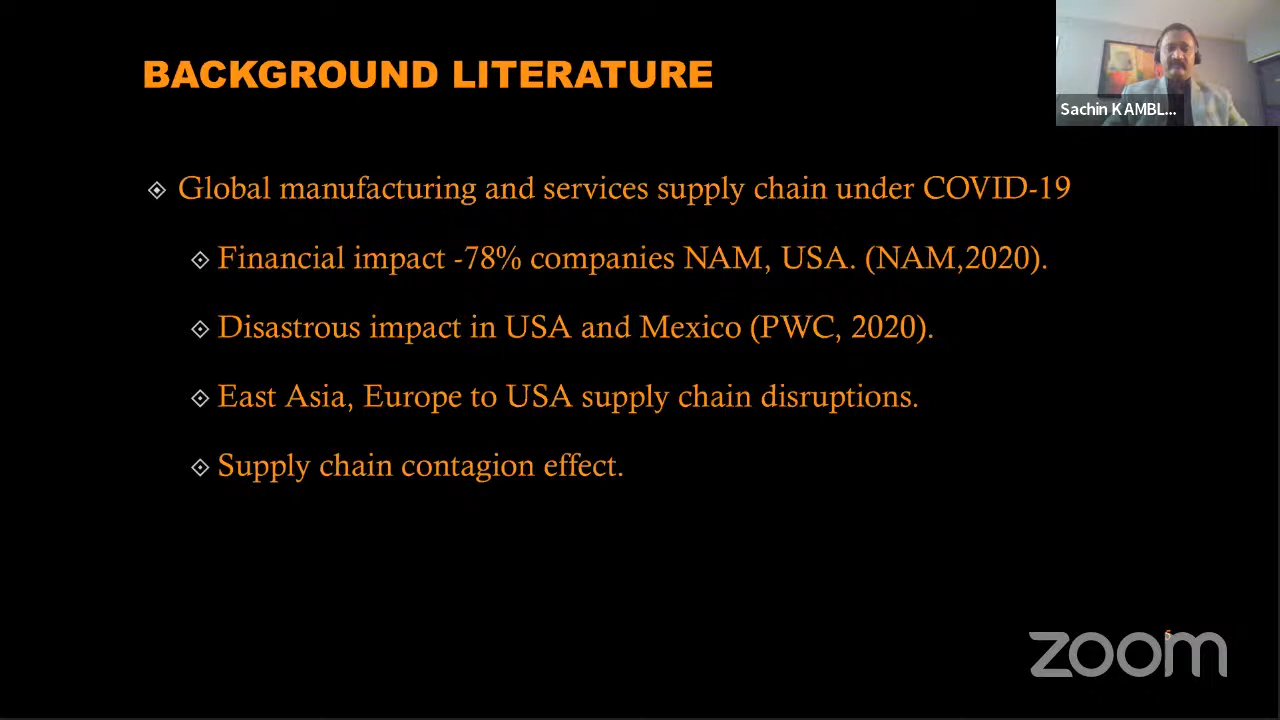 BACKGROUND LITERATURE
Sachin KAMBL...
Global manufacturing and services supply chain under COVID-19
Financial impact -78% companies NAM, USA. (NAM,2020).
Disastrous impact in USA and Mexico (PWC, 2020).
East Asia, Europe to USA supply chain disruptions.
Supply chain contagion effect.
5
zoom